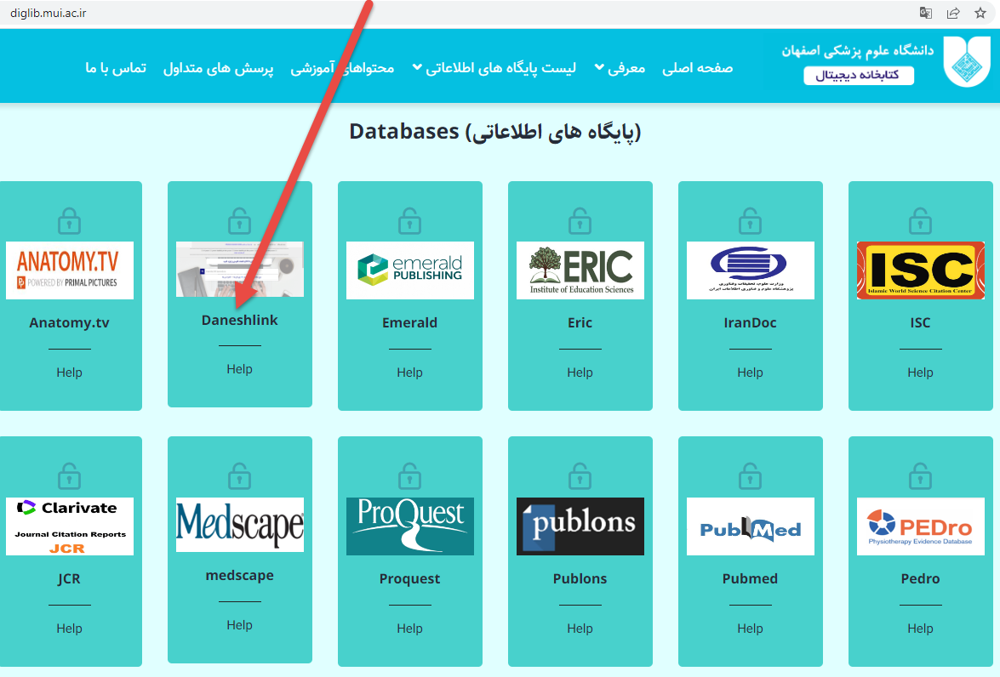 diglib.mui.ac.ir
دانشگاه علوم پزشکی اصفهان
کتابخانه دیجیتال
صفحه اصلی معرفی لیست پایگاه های اطلاعاتی محتواهای آموزشی پرسش های متداول تماس با ما
Databases (پایگاه های اطلاعاتی)
ANATOMY.TV
POWERED BY PRIMAL PICTURES
Anatomy.tv
Help
Daneshlink
Help
emerald
PUBLISHING
Emerald
Help
ERIC
Institute of Education Sciences
Eric
Help
وزارت علوم، تحقیقات و فناوری
پژوهشگاه علوم و فناوری اطلاعات ایران
IranDoc
Help
ISC
Islamic World Science Citation Center
ISC
Help
Clarivate
Journal Citation Reports
JCR
JCR
Help
Medscape
medscape
Help
ProQuest
Proquest
Help
publons
Publons
Help
PubMed
Pubmed
Help
PEDro
Physiotherapy Evidence Database
Pedro
Help